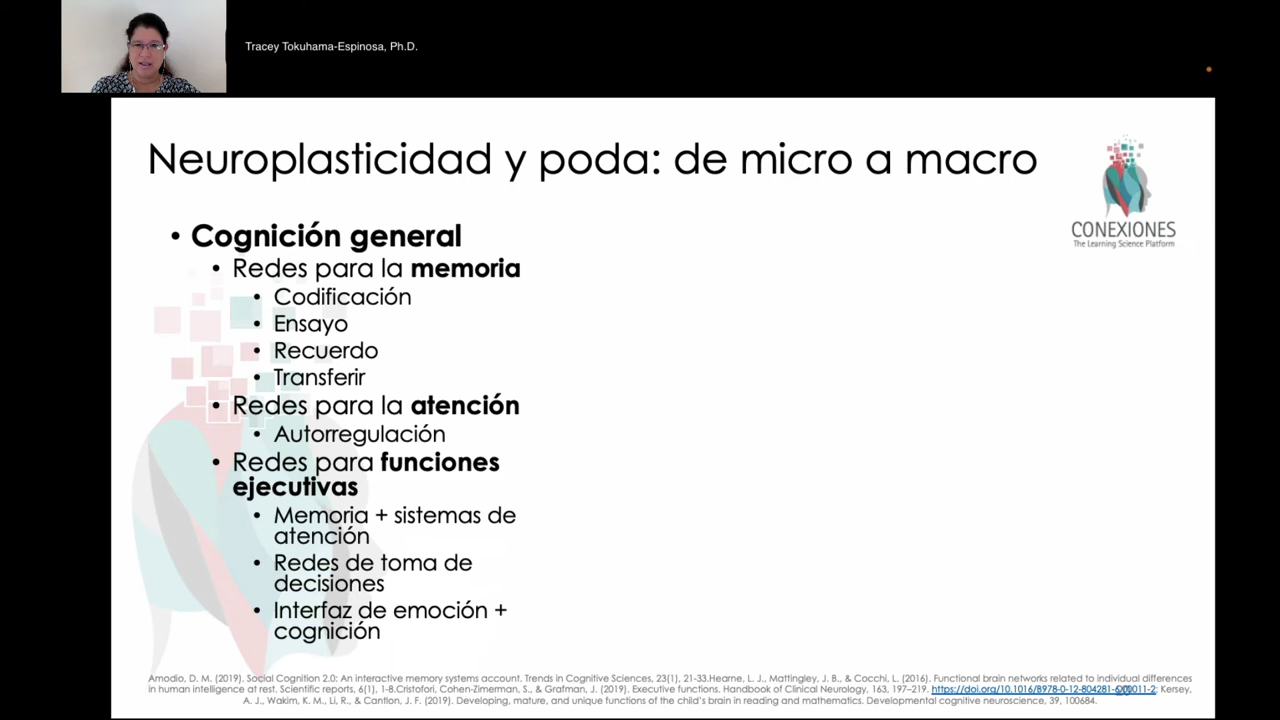 Tracey Tokuhama-Espinosa, Ph.D.
Neuroplasticidad y poda: de micro a macro
CONEXIONES
The Learning Science Platform
• Cognición general
• Redes para la memoria
• Codificación
• Ensayo
• Recuerdo
• Transferir
• Redes para la atención
• Autorregulación
• Redes para funciones
ejecutivas
• Memoria + sistemas de
atención
• Redes de toma de
decisiones
• Interfaz de emoción +
cognición
Amodio, D. M. (2019). Social Cognition 2.0: An interactive memory systems account. Trends in Cognitive Sciences, 23(1), 21-33.Hearne, L. J., Mattingley, J. B., & Cocchi, L. (2016). Functional brain networks related to individual differences
in human intelligence at rest. Scientific reports, 6(1), 1-8.Cristofori, Cohen-Zimerman, S., & Grafman, J. (2019). Executive functions. Handbook of Clinical Neurology, 163, 197–219. https://doi.org/10.1016/B978-0-12-804281-6.00011-2; Kersey,
A. J., Wakim, K. M., Li, R., & Cantlon, J. F. (2019). Developing, mature, and unique functions of the child's brain in reading and mathematics. Developmental cognitive neuroscience, 39, 100684.